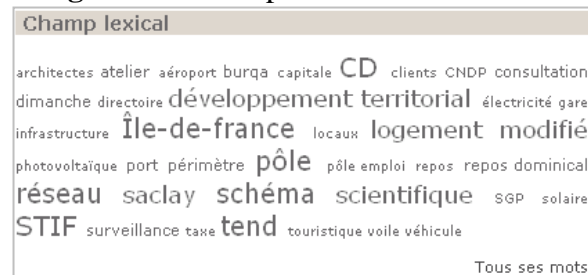 Champ lexical
architectes atelier aéroport burqa capitale CD clients CNDP consultation
dimanche directoire développement territorial électricité gare
infrastructure Île-de-france locaux logement modifié
photovoltaïque port périmètre pôle pôle emploi repos repos dominical
réseau saclay schéma scientifique SGP solaire
STIF surveillance taxe tend touristique voile véhicule
Tous ses mots